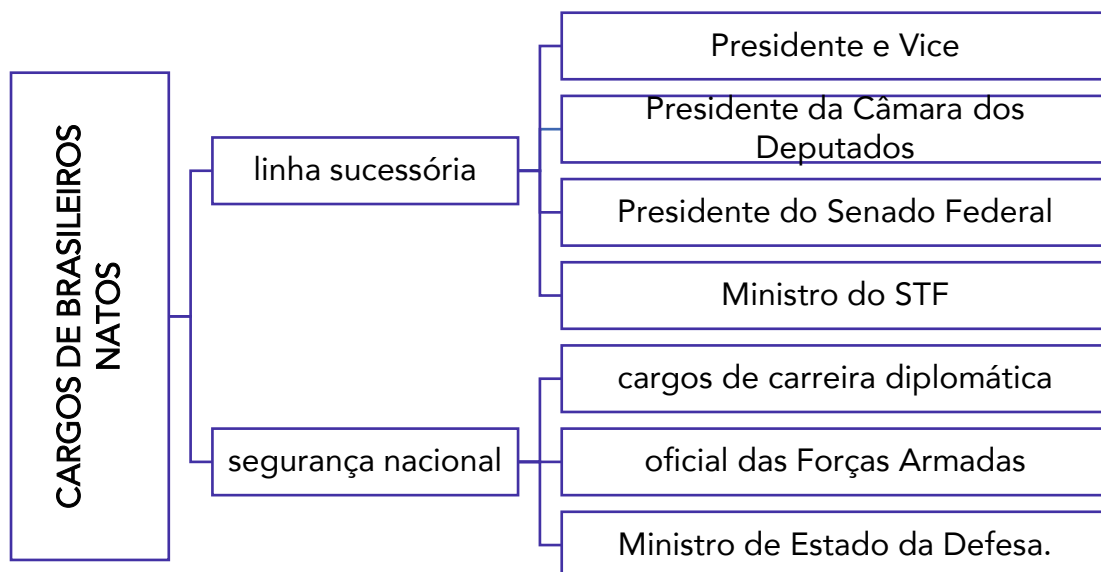 CARGOS DE BRASILEIROS
NATOS
linha sucessória
Presidente e Vice
Presidente da Câmara dos
Deputados
Presidente do Senado Federal
Ministro do STF
segurança nacional
cargos de carreira diplomática
oficial das Forças Armadas
Ministro de Estado da Defesa.